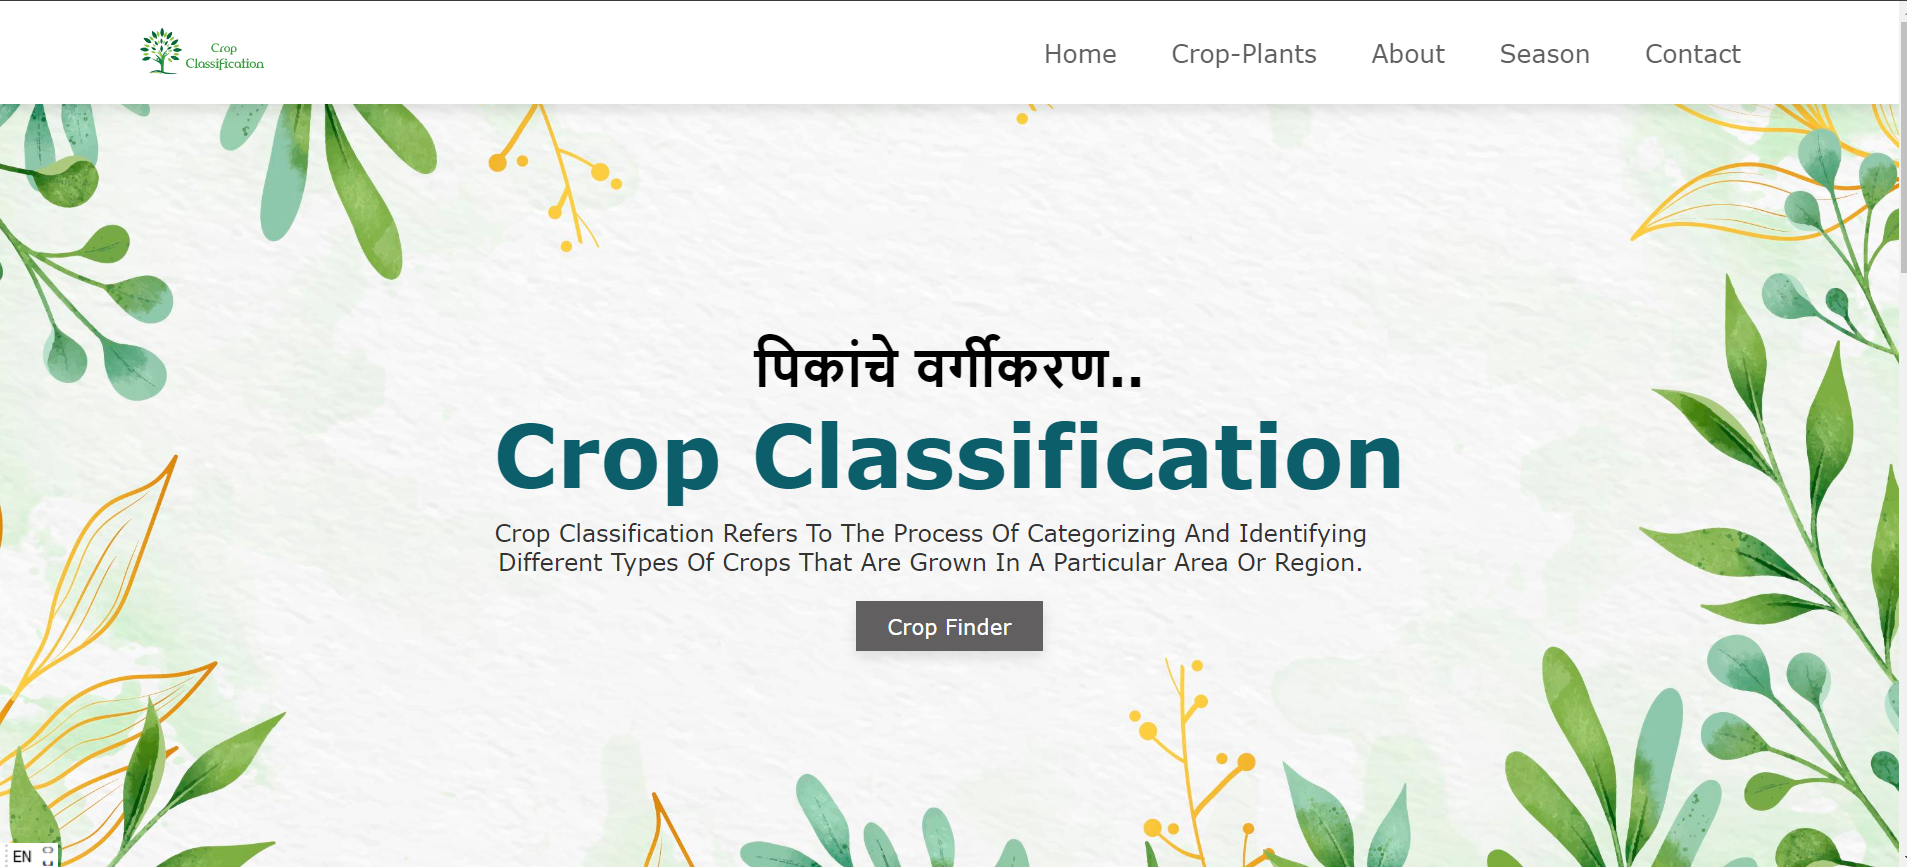 Crop
Classification
Home Crop-Plants About Season Contact
पिकांचे वर्गीकरण..
Crop Classification
Crop Classification Refers To The Process Of Categorizing And Identifying
Different Types Of Crops That Are Grown In A Particular Area Or Region.
Crop Finder
EN